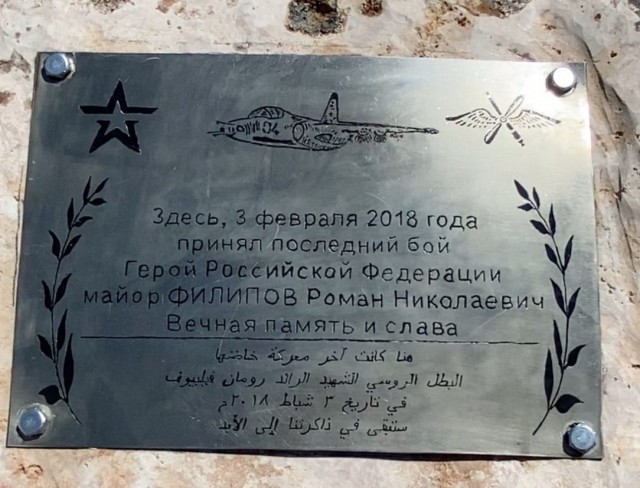 Здесь, 3 февраля 2018 года
принял последний бой
Герой Российской Федерации
майор ФИЛИПОВ Роман Николаевич
Вечная память и слава
هنا كانت آخر معركة خاضها
البطل الروسي الشهيد الرائد رومان فيليبوف
في تاريخ ٣ شباط ٢٠١٨م
ستبقى في ذاكرتنا إلى الأبد